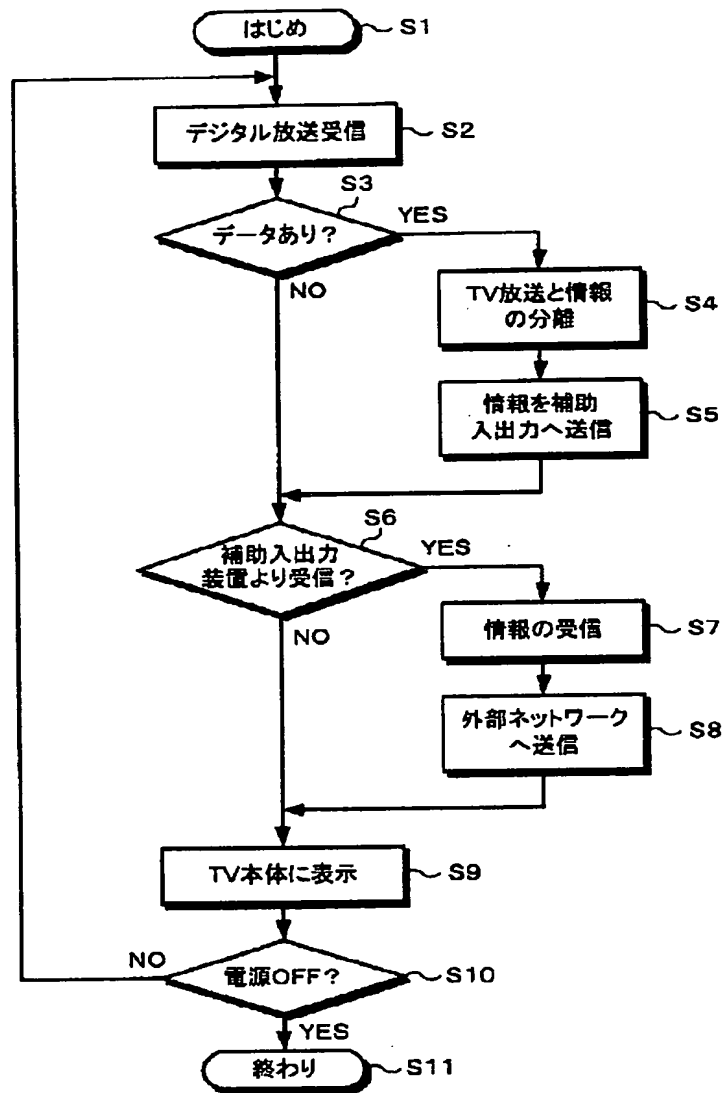 はじめ
S1
デジタル放送受信
S2
S3
データあり?
YES
NO
TV放送と情報
の分離
S4
情報を補助
入出力へ送信
S5
S6
補助入出力
装置より受信?
YES
NO
情報の受信
S7
外部ネットワーク
へ送信
S8
TV本体に表示
S9
NO
電源OFF?
S10
YES
終わり
S11